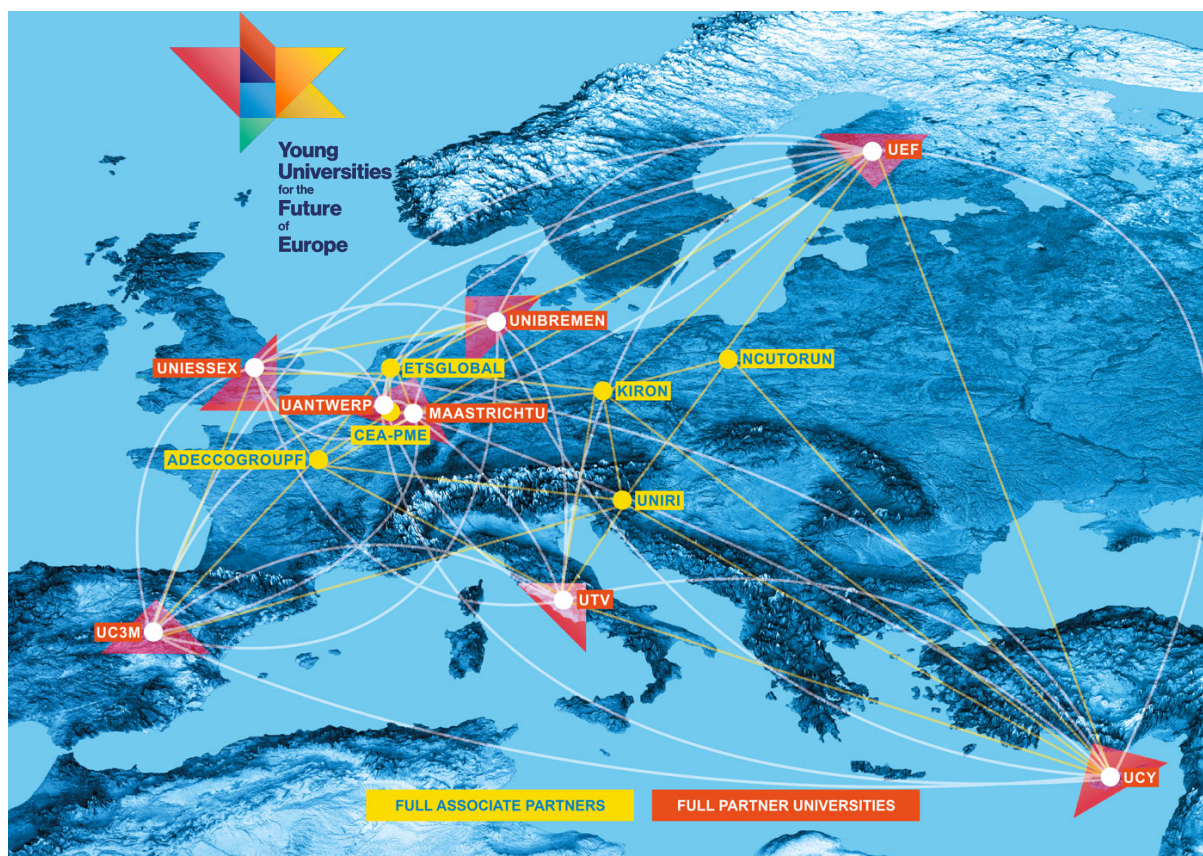 Young
Universities
for the
Future
of
Europe
UEF
UNIBREMEN
UNIESSEX
ETSGLOBAL
NCUTORUN
KIRON
UANTWERP
MAASTRICHTU
CEA-PME
ADECCOGROUPF
UNIRI
UTV
UC3M
UCY
FULL ASSOCIATE PARTNERS
FULL PARTNER UNIVERSITIES